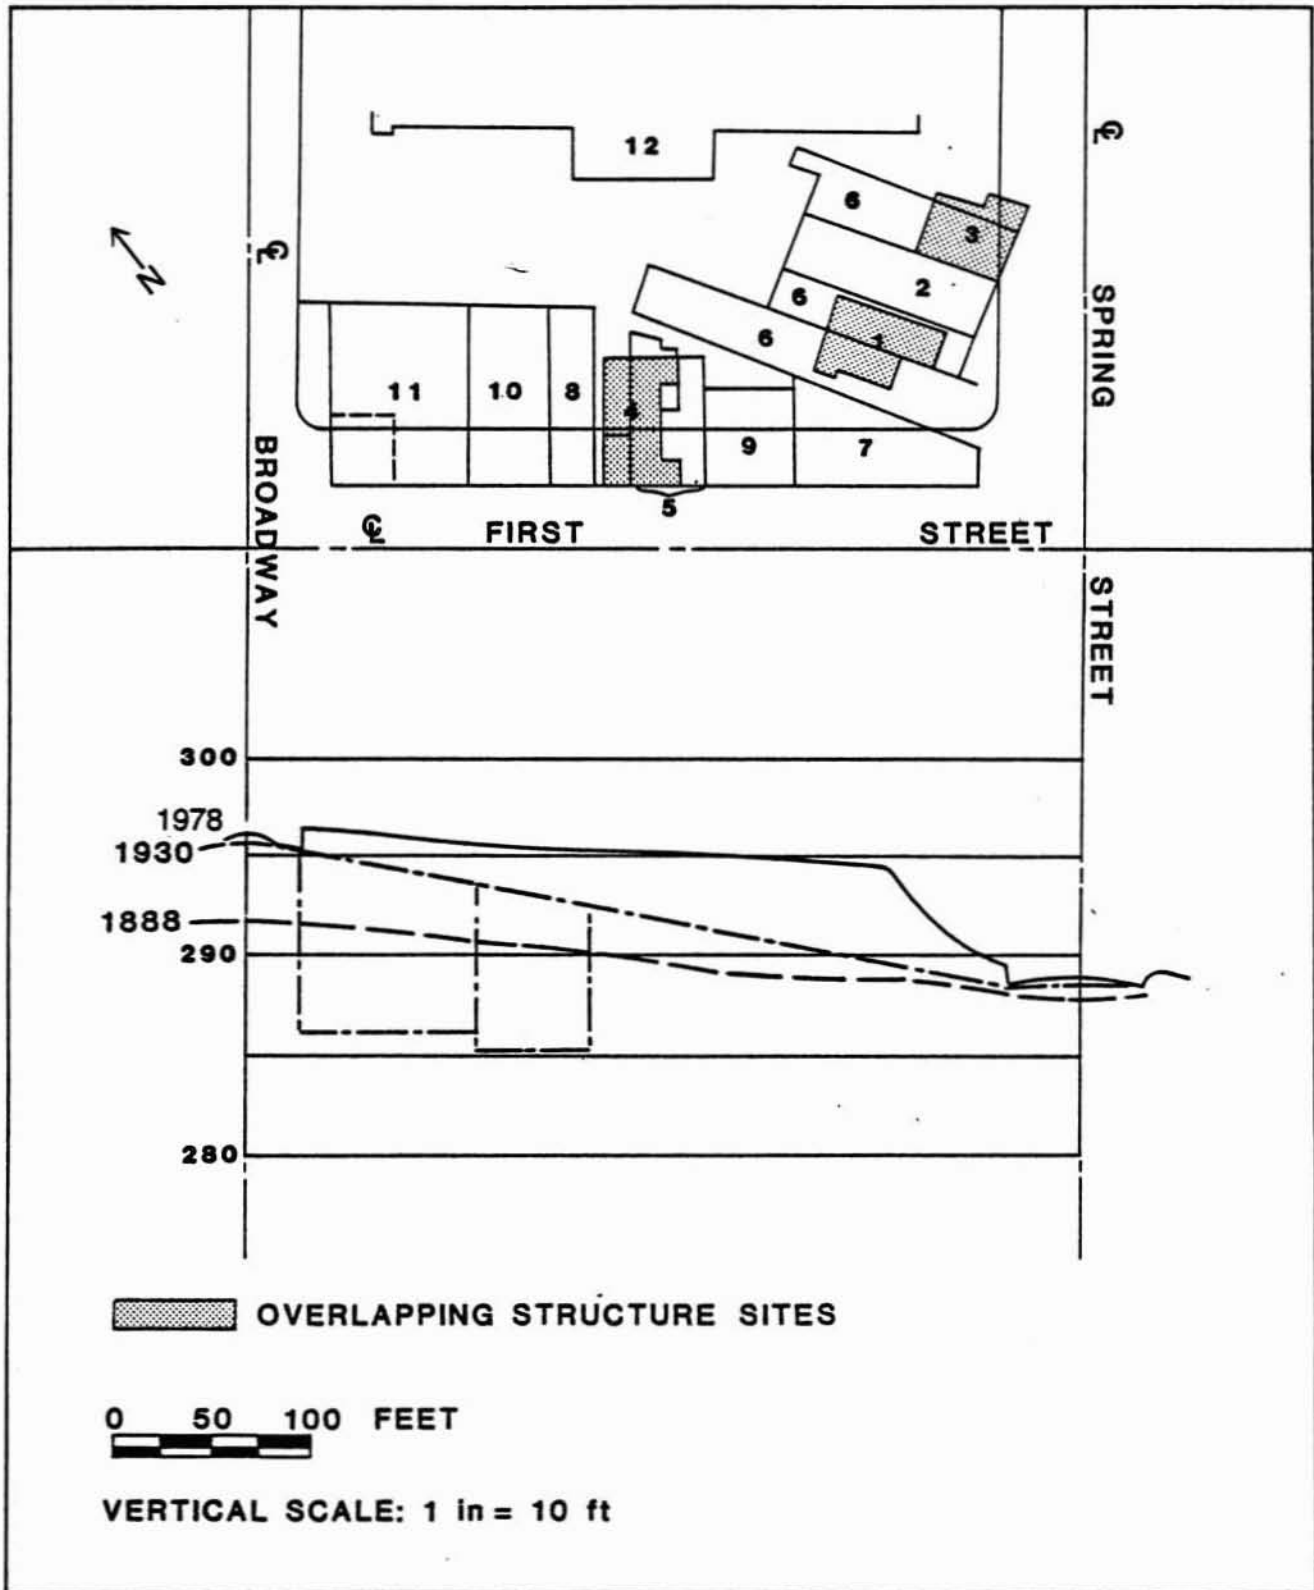 12
℄
6
3
℄
N
2
SPRING
6
6
1
11
10
8
4
9
7
5
BROADWAY
℄
FIRST STREET
STREET
300
1978
1930
1888
290
280
OVERLAPPING STRUCTURE SITES
0 50 100 FEET
VERTICAL SCALE: 1 in = 10 ft